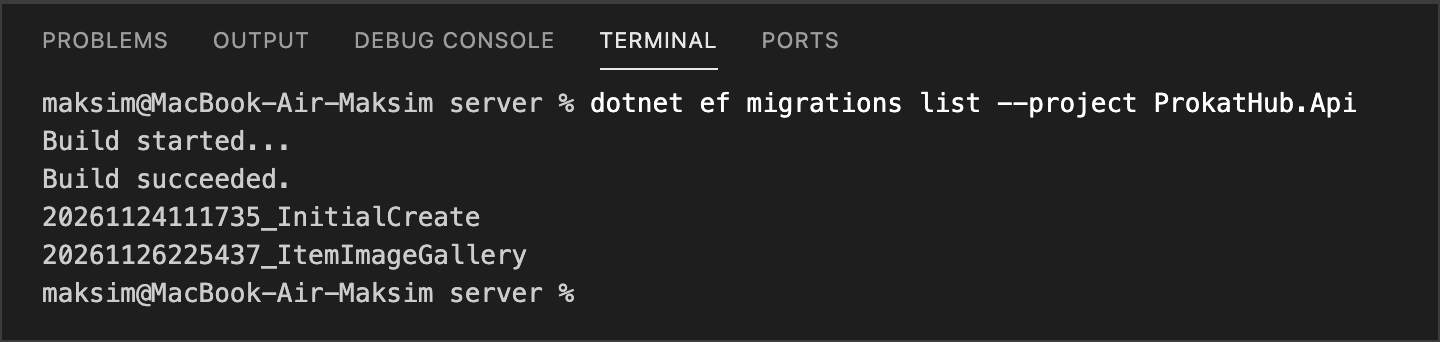 PROBLEMS OUTPUT DEBUG CONSOLE TERMINAL PORTS
maksim@MacBook-Air-Maksim server % dotnet ef migrations list --project ProkatHub.Api
Build started...
Build succeeded.
20261124111735_InitialCreate
20261126225437_ItemImageGallery
maksim@MacBook-Air-Maksim server %